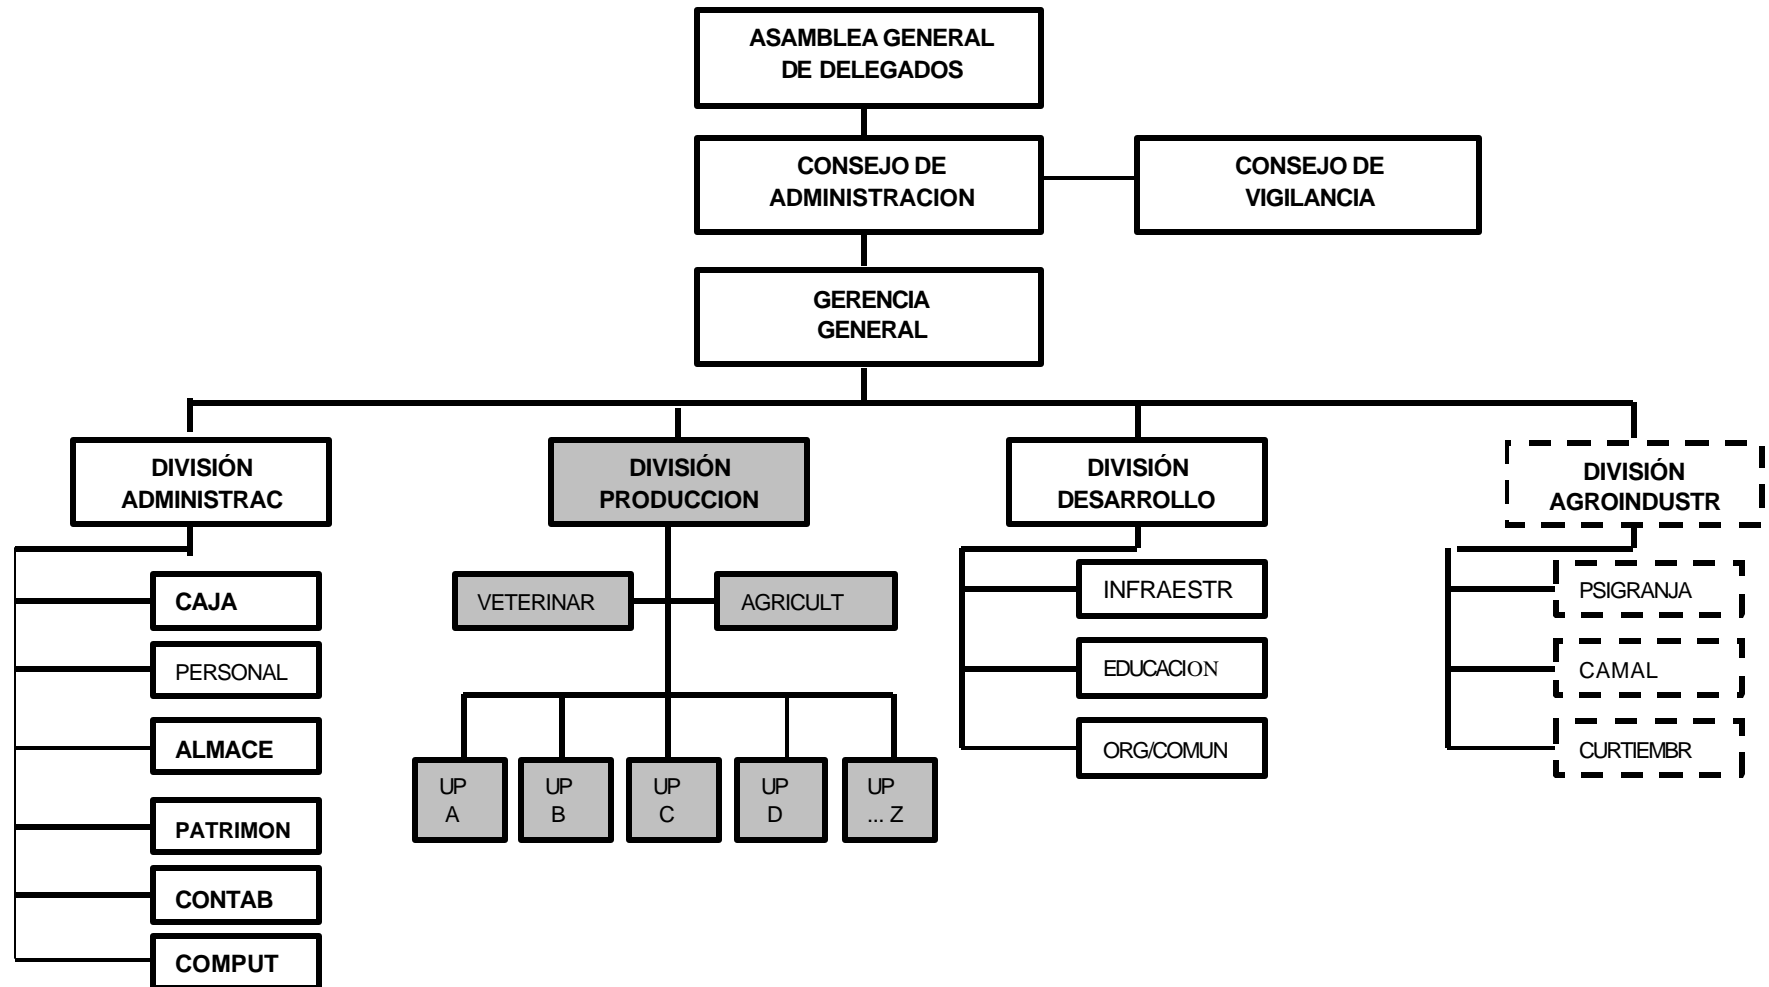 ASAMBLEA GENERAL
DE DELEGADOS
CONSEJO DE
ADMINISTRACION
CONSEJO DE
VIGILANCIA
GERENCIA
GENERAL
DIVISIÓN
ADMINISTRAC
DIVISIÓN
PRODUCCION
DIVISIÓN
DESARROLLO
DIVISIÓN
AGROINDUSTR
CAJA
PERSONAL
ALMACE
PATRIMON
CONTAB
COMPUT
VETERINAR
AGRICULT
UP
A
UP
B
UP
C
UP
D
UP
... Z
INFRAESTR
EDUCACION
ORG/COMUN
PSIGRANJA
CAMAL
CURTIEMBR